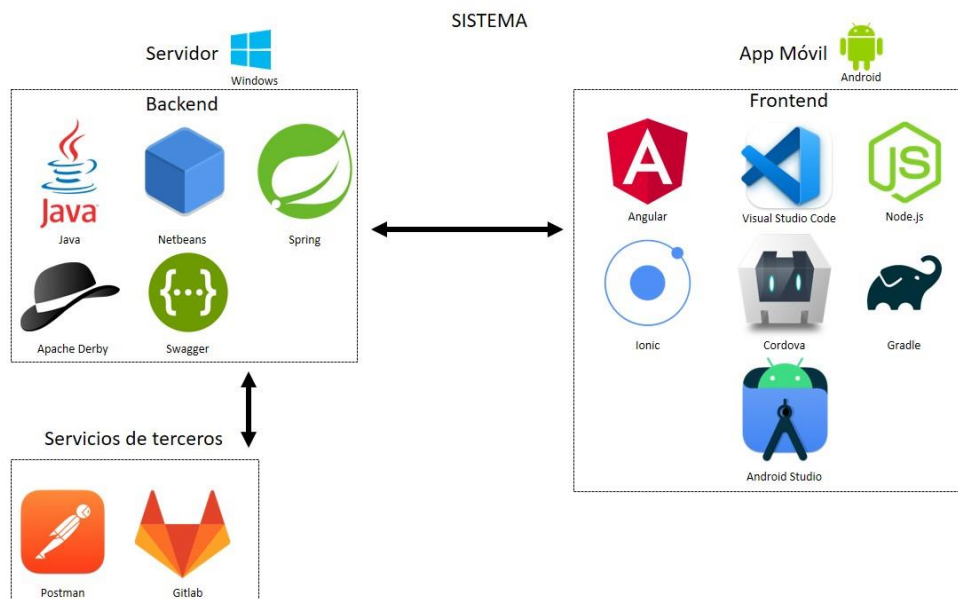 SISTEMA
Servidor
Windows
App Móvil
Android
Backend
Java
Java
Netbeans
Spring
Apache Derby
{...}
Swagger
Frontend
A
Angular
Visual Studio Code
JS
Node.js
Ionic
Cordova
Gradle
Android Studio
Servicios de terceros
Postman
Gitlab